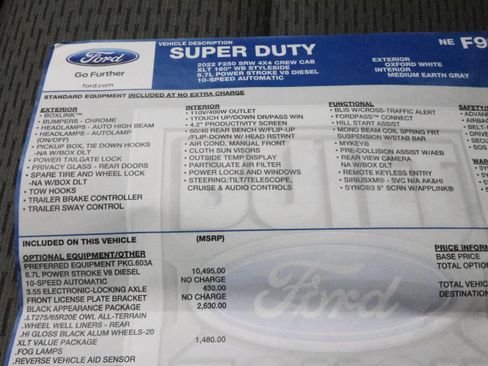 Ford
Go Further
ford.com
VEHICLE DESCRIPTION
SUPER DUTY
2022 F250 SRW 4X4 CREW CAB
XLT 160" WB STYLESIDE
6.7L POWER STROKE V8 DIESEL
10-SPEED AUTOMATIC
NE F9
EXTERIOR
OXFORD WHITE
INTERIOR
MEDIUM EARTH GRAY
STANDARD EQUIPMENT INCLUDED AT NO EXTRA CHARGE
EXTERIOR
• BOXLINK™
• BUMPERS - CHROME
• HEADLAMPS - AUTO HIGH BEAM
• HEADLAMPS - AUTOLAMP
(ON/OFF)
• PICKUP BOX, TIE DOWN HOOKS
-NA W/BOX DLT
• POWER TAILGATE LOCK
• PRIVACY GLASS - REAR DOORS
• SPARE TIRE AND WHEEL LOCK
-NA W/BOX DLT
• TOW HOOKS
• TRAILER BRAKE CONTROLLER
• TRAILER SWAY CONTROL
INTERIOR
• 110V/400W OUTLET
• 1TOUCH UP/DOWN DR/PASS WIN
• 4.2" PRODUCTIVITY SCREEN
• 60/40 REAR BENCH W/FLIP-UP/
FLIP-DOWN W/ HEAD RSTRNT
• AIR COND, MANUAL FRONT
• CLOTH SUN VISORS
• OUTSIDE TEMP DISPLAY
• PARTICULATE AIR FILTER
• POWER LOCKS AND WINDOWS
• STEERING:TILT/TELESCOPE,
CRUISE & AUDIO CONTROLS
FUNCTIONAL
• BLIS W/CROSS-TRAFFIC ALERT
• FORDPASS™ CONNECT
• HILL START ASSIST
• MONO BEAM COIL SPRING FRT
SUSPENSION W/STAB BAR
• MYKEY®
• PRE-COLLISION ASSIST W/AEB
• REAR VIEW CAMERA
-NA W/BOX DLT
• REMOTE KEYLESS ENTRY
• SIRIUSXM® - SVC N/A AK&HI
• SYNC®3 8" SCRN W/APPLINK®
SAFETY/
• ADVAN
• AIRBAG
• BELT-
• DRIVE
• SECU
• SOS
INCLUDED ON THIS VEHICLE
(MSRP)
OPTIONAL EQUIPMENT/OTHER
PREFERRED EQUIPMENT PKG.603A
6.7L POWER STROKE V8 DIESEL 10,495.00
10-SPEED AUTOMATIC NO CHARGE
3.55 ELECTRONIC-LOCKING AXLE 430.00
FRONT LICENSE PLATE BRACKET NO CHARGE
BLACK APPEARANCE PACKAGE 2,630.00
.LT275/65R20E OWL ALL-TERRAIN
.WHEEL WELL LINERS - REAR
.HI GLOSS BLACK ALUM WHEELS-20
XLT VALUE PACKAGE 1,480.00
.FOG LAMPS
.REVERSE VEHICLE AID SENSOR
PRICE INFOR
BASE PRICE
TOTAL OPTION
TOTAL VEHIC
DESTINATION
Ford